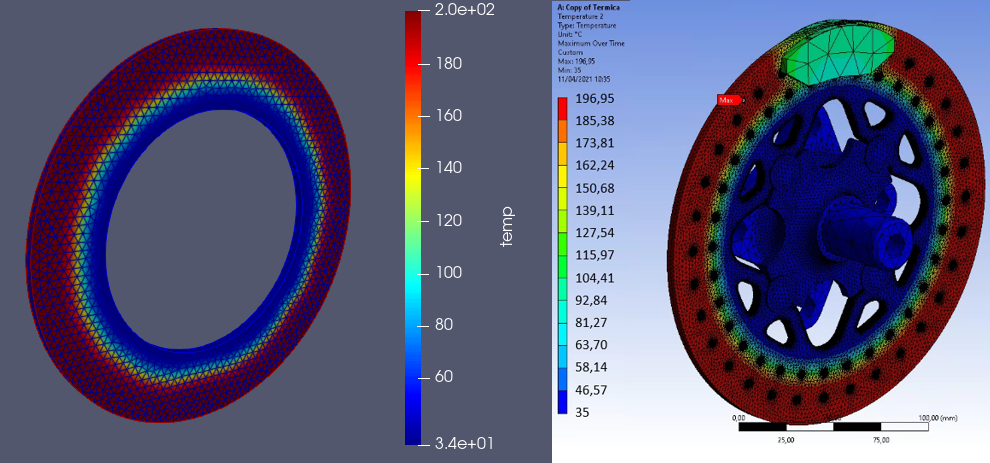 2.0e+02
180
160
140
120
100
80
60
3.4e+01
temp
A: Copy of Termica
Temperature 2
Type: Temperature
Unit: °C
Maximum Over Time
Custom
Max: 196,95
Min: 35
11/04/2021 10:35
196,95
185,38
173,81
162,24
150,68
139,11
127,54
115,97
104,41
92,84
81,27
63,70
58,14
46,57
35
Max
0,00
100,00 (mm)
25,00
75,00